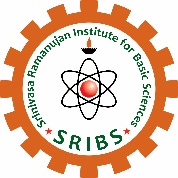 Srinivasa Ramanujan Institute for Basic Sciences
★ SRIBS ★